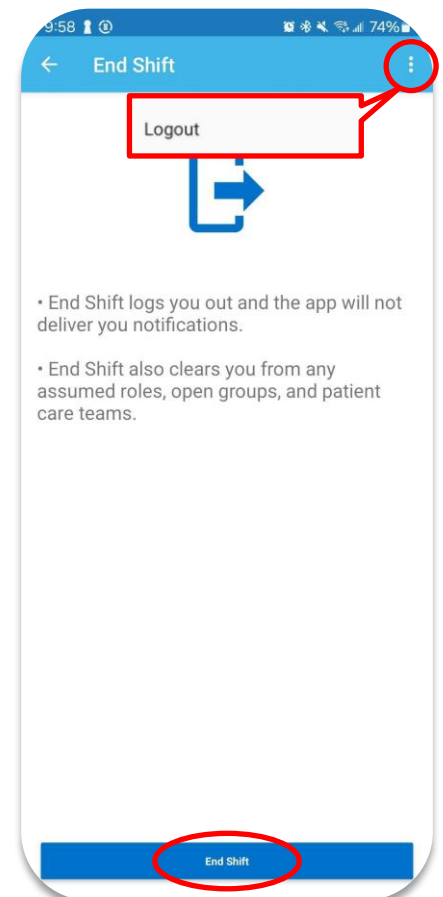 9:58
74%
End Shift
Logout
• End Shift logs you out and the app will not
deliver you notifications.
• End Shift also clears you from any
assumed roles, open groups, and patient
care teams.
End Shift